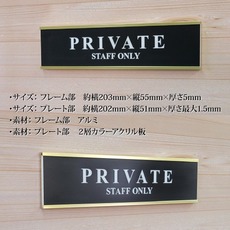 PRIVATE
STAFF ONLY
・サイズ： フレーム部　約横203mm×縦55mm×厚さ5mm
・サイズ： プレート部　約横202mm×縦51mm×厚さ最大1.5mm
・素材： フレーム部　アルミ
・素材： プレート部　2層カラーアクリル板
PRIVATE
STAFF ONLY